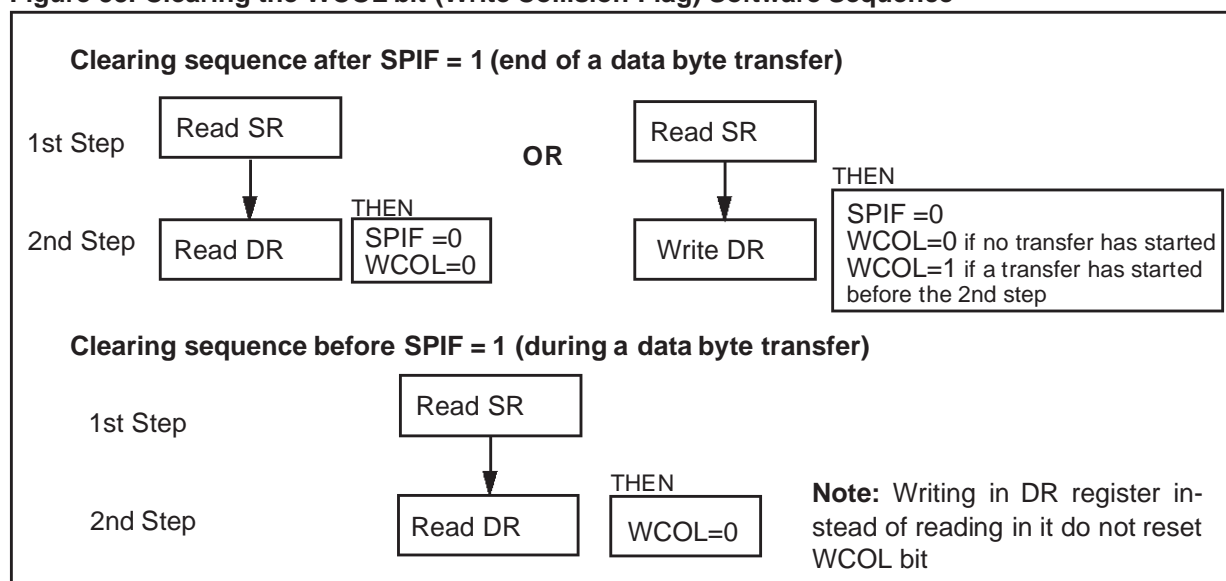 Clearing sequence after SPIF = 1 (end of a data byte transfer)
1st Step
Read SR
OR
Read SR
2nd Step
Read DR
THEN
SPIF =0
WCOL=0
Write DR
THEN
SPIF =0
WCOL=0 if no transfer has started
WCOL=1 if a transfer has started
before the 2nd step
Clearing sequence before SPIF = 1 (during a data byte transfer)
1st Step
Read SR
2nd Step
Read DR
THEN
WCOL=0
Note: Writing in DR register in-
stead of reading in it do not reset
WCOL bit